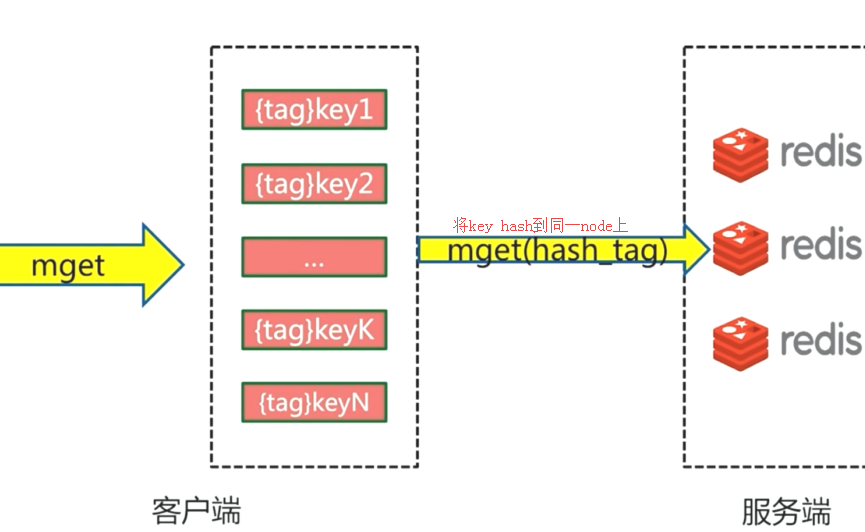 mget
{tag}key1
{tag}key2
...
{tag}keyK
{tag}keyN
将key hash到同一node上
mget(hash_tag)
redis
redis
redis
客户端
服务端